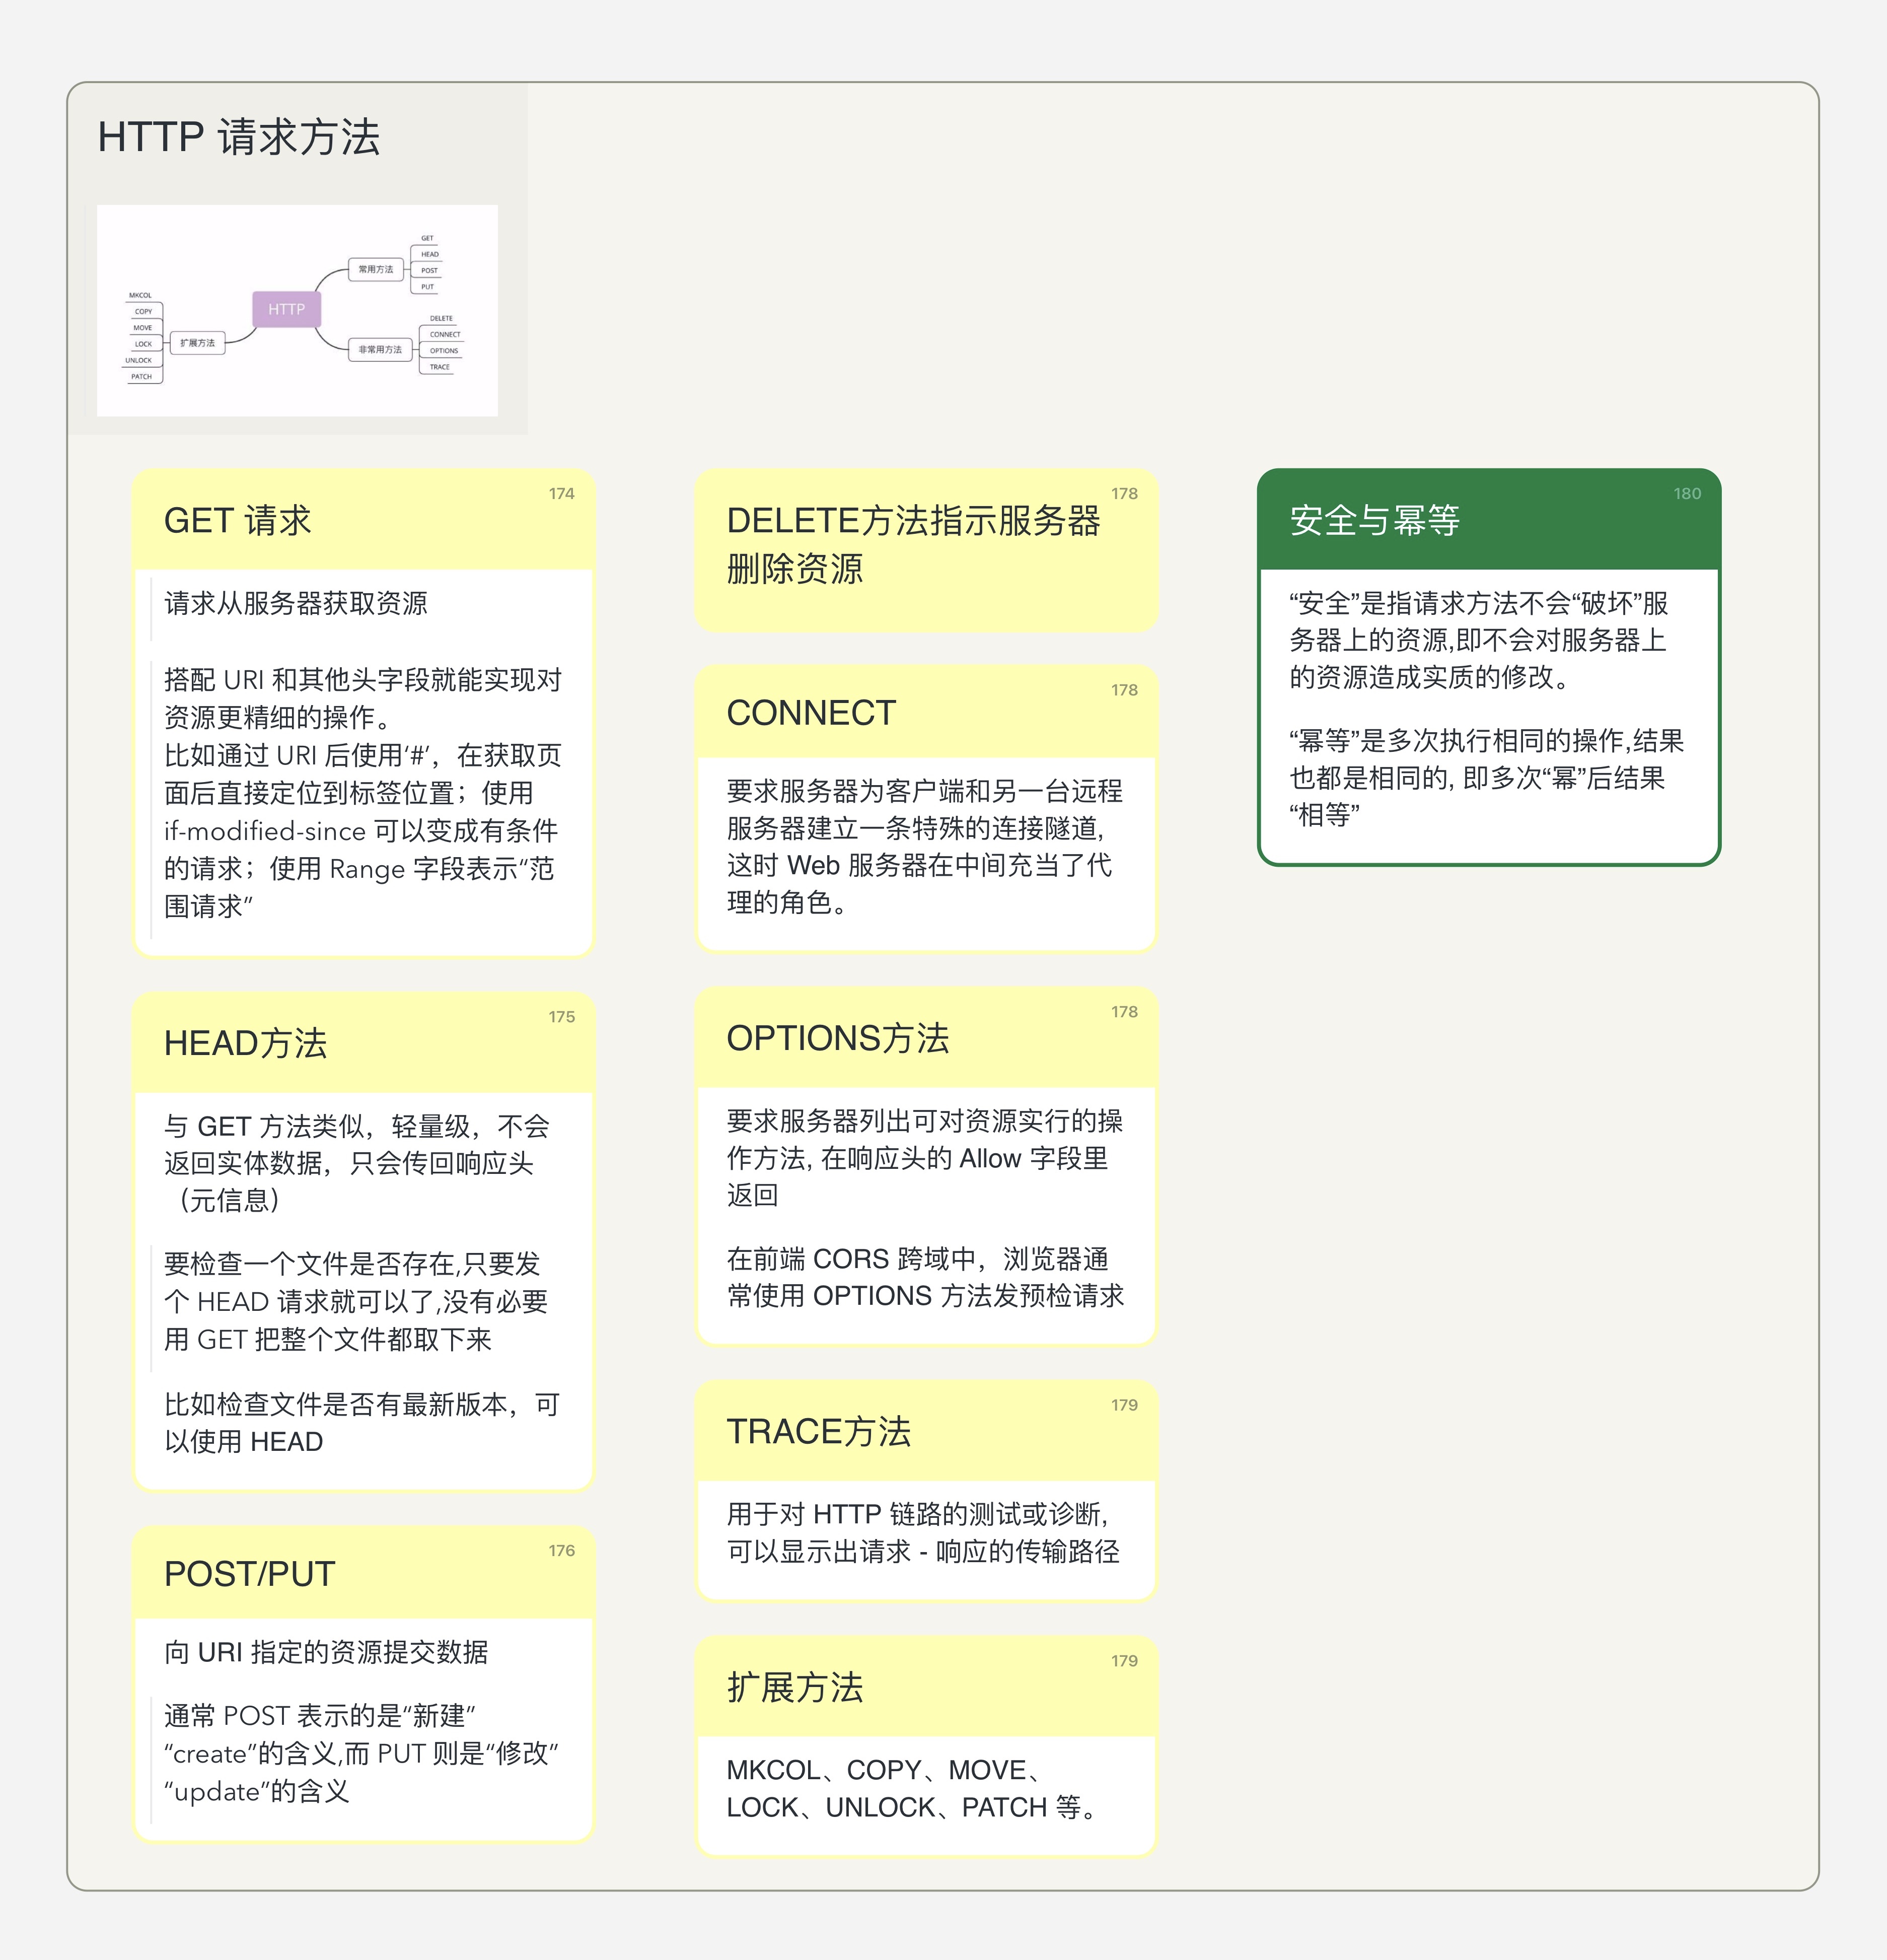 HTTP 请求方法
GET
HEAD
常用方法
POST
PUT
MKCOL
HTTP
COPY
MOVE
DELETE
扩展方法
LOCK
CONNECT
非常用方法
OPTIONS
UNLOCK
TRACE
PATCH
174
GET 请求
请求从服务器获取资源
搭配 URI 和其他头字段就能实现对
资源更精细的操作。
比如通过 URI 后使用‘#’，在获取页
面后直接定位到标签位置；使用
if-modified-since 可以变成有条件
的请求；使用 Range 字段表示“范
围请求”
175
HEAD方法
与 GET 方法类似，轻量级，不会
返回实体数据，只会传回响应头
（元信息）
要检查一个文件是否存在,只要发
个 HEAD 请求就可以了,没有必要
用 GET 把整个文件都取下来
比如检查文件是否有最新版本，可
以使用 HEAD
176
POST/PUT
向 URI 指定的资源提交数据
通常 POST 表示的是“新建”
“create”的含义,而 PUT 则是“修改”
“update”的含义
178
DELETE方法指示服务器
删除资源
178
CONNECT
要求服务器为客户端和另一台远程
服务器建立一条特殊的连接隧道,
这时 Web 服务器在中间充当了代
理的角色。
178
OPTIONS方法
要求服务器列出可对资源实行的操
作方法, 在响应头的 Allow 字段里
返回
在前端 CORS 跨域中，浏览器通
常使用 OPTIONS 方法发预检请求
179
TRACE方法
用于对 HTTP 链路的测试或诊断,
可以显示出请求 - 响应的传输路径
179
扩展方法
MKCOL、COPY、MOVE、
LOCK、UNLOCK、PATCH 等。
180
安全与幂等
“安全”是指请求方法不会“破坏”服
务器上的资源,即不会对服务器上
的资源造成实质的修改。
“幂等”是多次执行相同的操作,结果
也都是相同的, 即多次“幂”后结果
“相等”